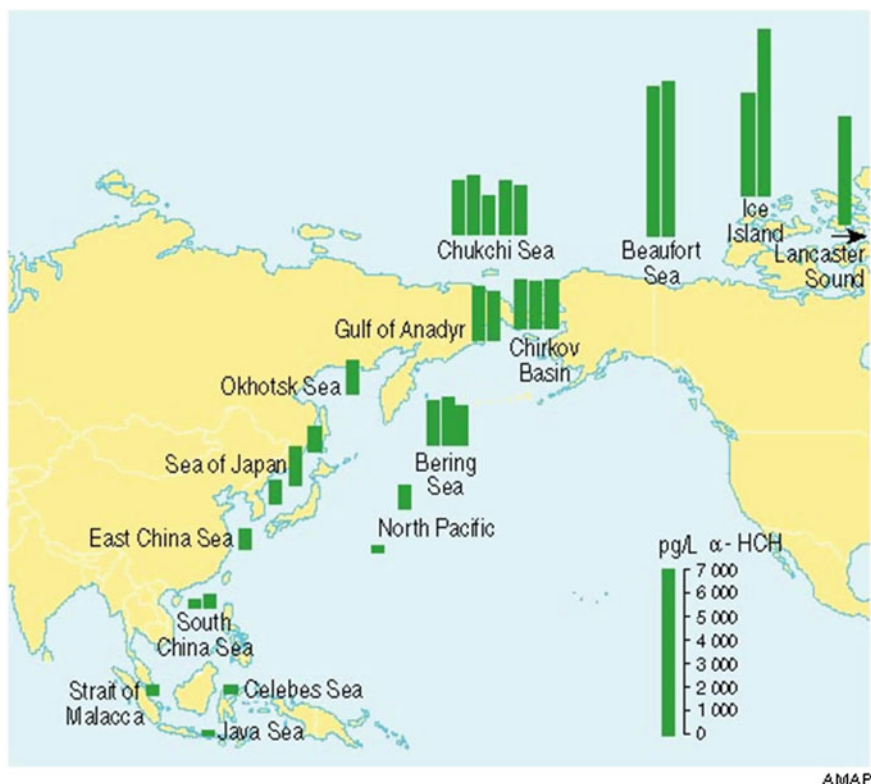 Chukchi Sea
Beaufort
Sea
Ice
Island
Lancaster
Sound
Gulf of Anadyr
Chirkov
Basin
Okhotsk Sea
Sea of Japan
Bering
Sea
North Pacific
East China Sea
South
China Sea
Strait of
Malacca
Celebes Sea
Java Sea
pg/L α - HCH
7 000
6 000
5 000
4 000
3 000
2 000
1 000
0
AMAP